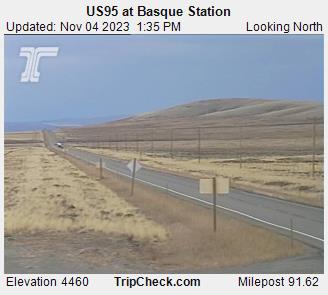 US95 at Basque Station
Updated: Nov 04 2023 1:35 PM Looking North
Elevation 4460 TripCheck.com Milepost 91.62